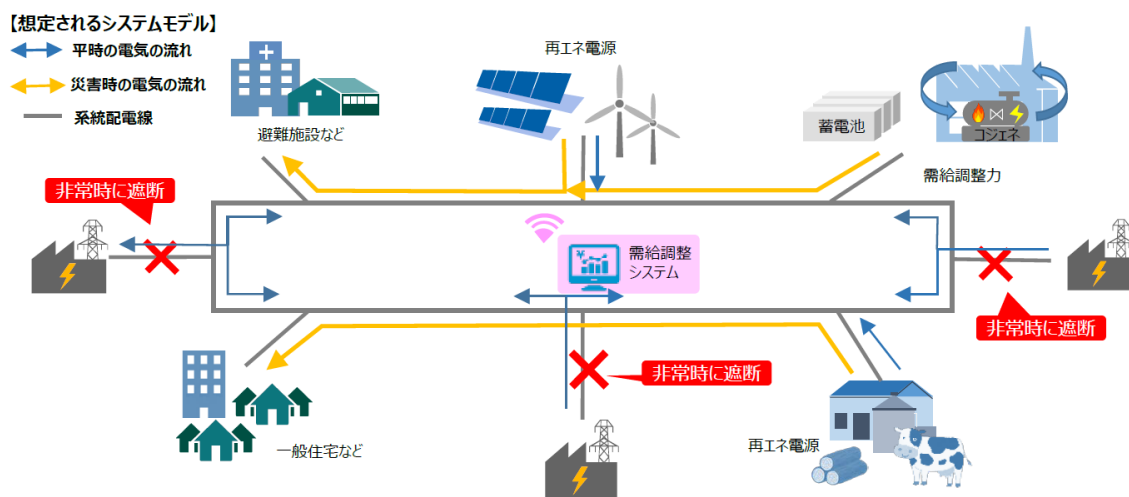 【想定されるシステムモデル】
平時の電気の流れ
災害時の電気の流れ
系統配電線
避難施設など
再エネ電源
蓄電池
コジェネ
需給調整力
非常時に遮断
¥
需給調整
システム
非常時に遮断
非常時に遮断
一般住宅など
再エネ電源